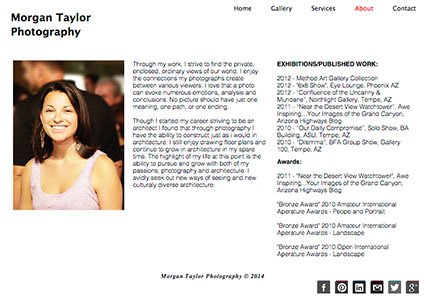 Morgan Taylor
Photography
Home Gallery Services About Contact
Through my work, I strive to find the private,
enclosed, ordinary views of our world. I enjoy
the connections my photographs create
between various viewers. I love that a photo
can evoke numerous emotions, analysis and
conclusions. No picture should have just one
meaning, one path, or one ending.
Though I started my career striving to be an
architect I found that through photography I
have the ability to construct just as I would in
architecture. I still enjoy drawing floor plans and
continue to grow in architecture in my spare
time. The highlight of my life at this point is the
ability to pursue and grow with both of my
passions, photography and architecture. I
avidly seek out new ways of seeing and new
culturaly diverse architecture.
EXHIBITIONS/PUBLISHED WORK:
2012 - Method Art Gallery Collection
2012 - "6x6 Show", Eye Lounge, Phoenix AZ
2012 - "Confluence of the Uncanny &
Mundane", Northlight Gallery, Tempe, AZ
2011 - "Near the Desert View Watchtower", Awe
Inspiring...Your Images of the Grand Canyon,
Arizona Highways Blog
2010 - "Our Daily Compromise", Solo Show, BA
Building, ASU, Tempe, AZ
2010 - "Dilemma", BFA Group Show, Gallery
100, Tempe, AZ
Awards:
2011 - "Near the Desert View Watchtower", Awe
Inspiring...Your Images of the Grand Canyon,
Arizona Highways Blog
"Bronze Award" 2010 Amateur International
Aperature Awards - Peope and Portrait
"Bronze Award" 2010 Amateur International
Aperature Awards - Landscape
"Bronze Award" 2010 Open International
Aperature Awards - Landscape
Morgan Taylor Photography © 2014